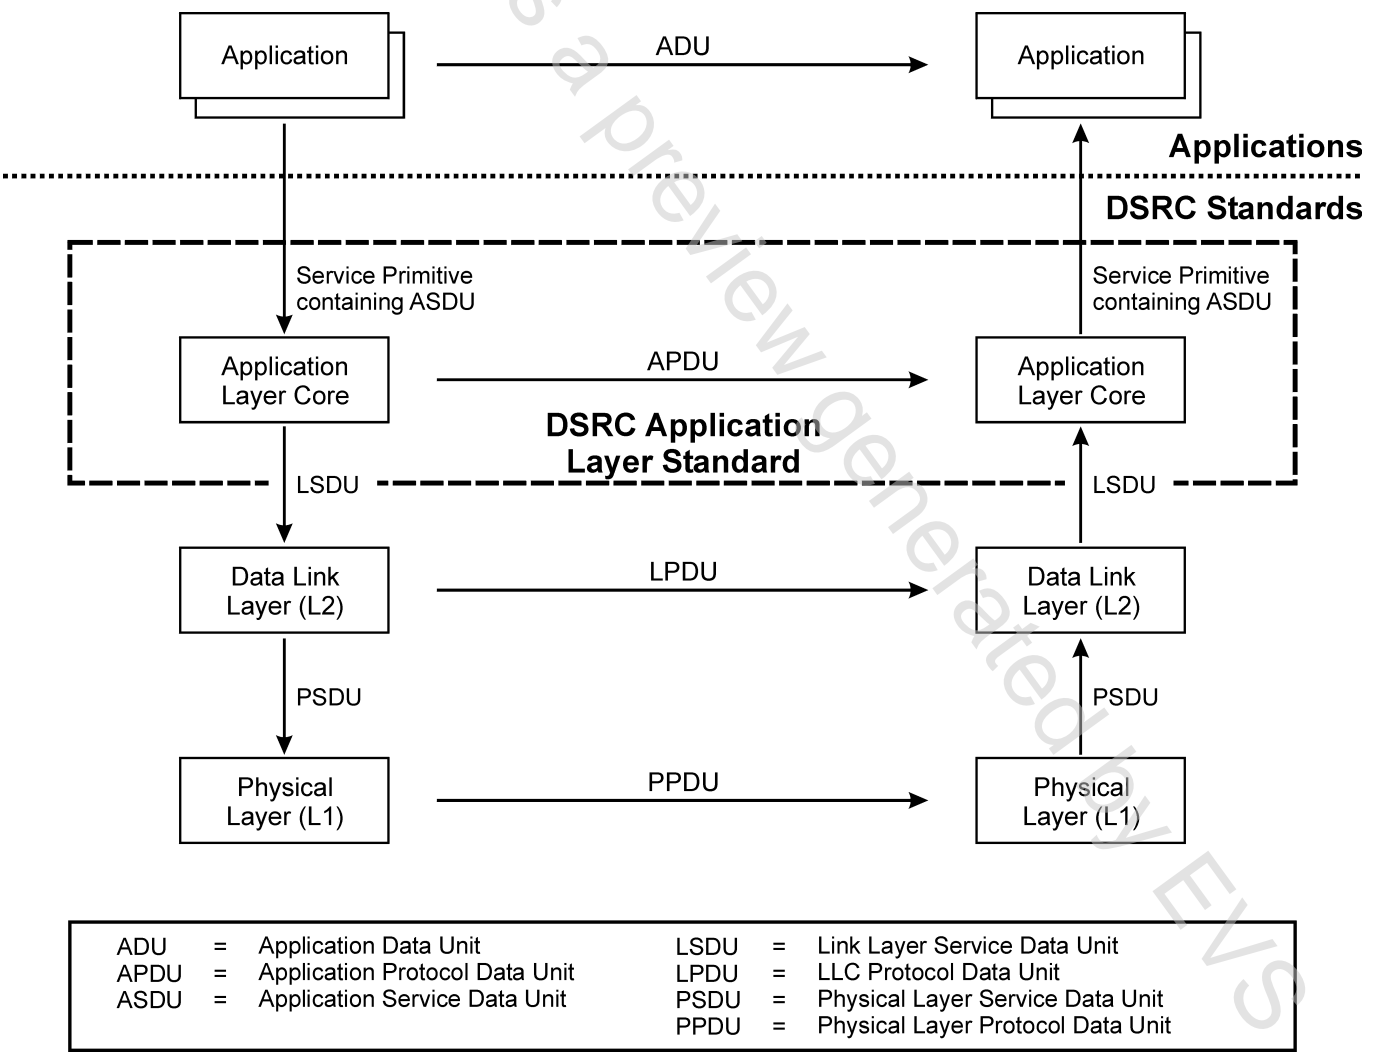 Application
ADU
Application
Applications
DSRC Standards
Service Primitive
containing ASDU
Service Primitive
containing ASDU
Application
Layer Core
APDU
Application
Layer Core
DSRC Application
Layer Standard
LSDU
LSDU
Data Link
Layer (L2)
LPDU
Data Link
Layer (L2)
PSDU
PSDU
Physical
Layer (L1)
PPDU
Physical
Layer (L1)
ADU = Application Data Unit
APDU = Application Protocol Data Unit
ASDU = Application Service Data Unit
LSDU = Link Layer Service Data Unit
LPDU = LLC Protocol Data Unit
PSDU = Physical Layer Service Data Unit
PPDU = Physical Layer Protocol Data Unit
a preview generated by EVS